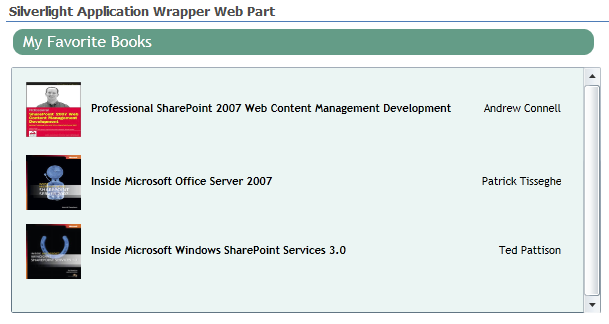 Silverlight Application Wrapper Web Part
My Favorite Books
Professional SharePoint 2007 Web Content Management Development
Andrew Connell
Inside Microsoft Office Server 2007
Patrick Tisseghe
Inside Microsoft Windows SharePoint Services 3.0
Ted Pattison